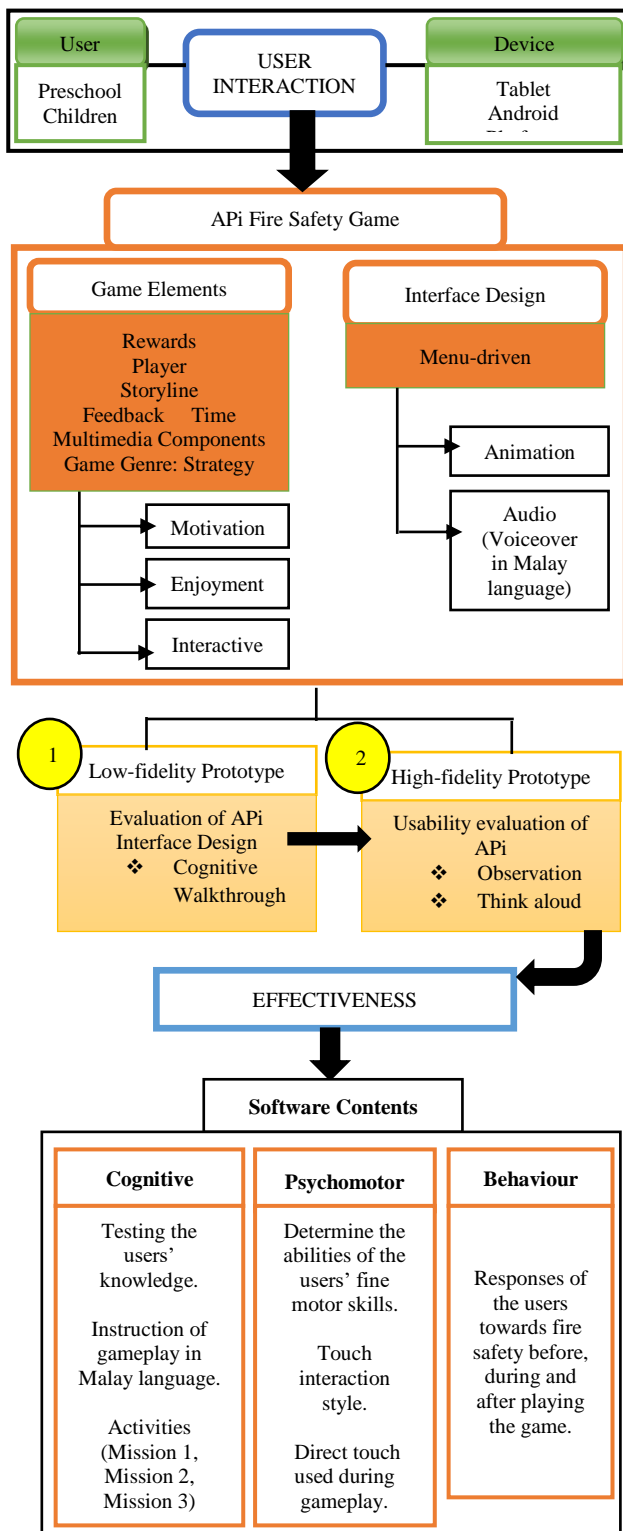 User
Preschool
Children
USER
INTERACTION
Device
Tablet
Android
APi Fire Safety Game
Game Elements
Rewards
Player
Storyline
Feedback Time
Multimedia Components
Game Genre: Strategy
Motivation
Enjoyment
Interactive
Interface Design
Menu-driven
Animation
Audio
(Voiceover
in Malay
language)
1
Low-fidelity Prototype
Evaluation of APi
Interface Design
❖ Cognitive
Walkthrough
2
High-fidelity Prototype
Usability evaluation of
APi
❖ Observation
❖ Think aloud
EFFECTIVENESS
Software Contents
Cognitive
Testing the
users'
knowledge.
Instruction of
gameplay in
Malay language.
Activities
(Mission 1,
Mission 2,
Mission 3)
Psychomotor
Determine the
abilities of the
users' fine
motor skills.
Touch
interaction
style.
Direct touch
used during
gameplay.
Behaviour
Responses of
the users
towards fire
safety before,
during and
after playing
the game.